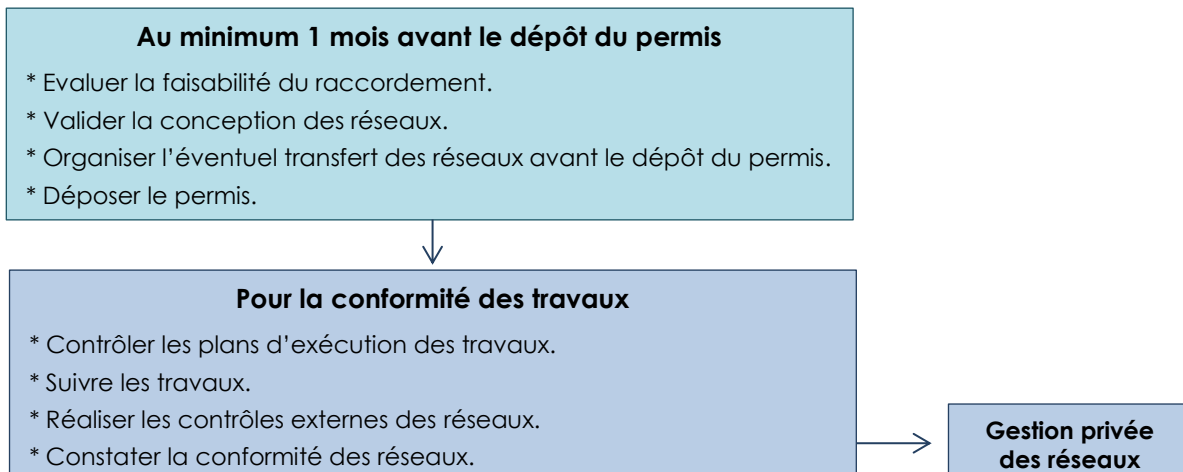 Au minimum 1 mois avant le dépôt du permis
* Evaluer la faisabilité du raccordement.
* Valider la conception des réseaux.
* Organiser l’éventuel transfert des réseaux avant le dépôt du permis.
* Déposer le permis.
Pour la conformité des travaux
* Contrôler les plans d’exécution des travaux.
* Suivre les travaux.
* Réaliser les contrôles externes des réseaux.
* Constater la conformité des réseaux.
Gestion privée
des réseaux